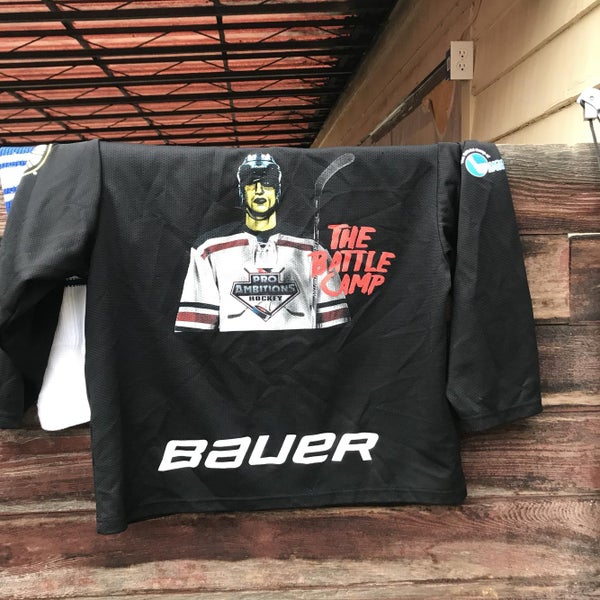 THE
BATTLE
CAMP
PRO
AMBITIONS
HOCKEY
BAUER